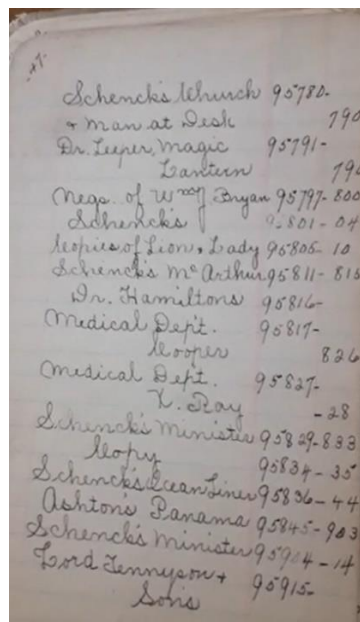 47.
Schenck's Church 95780-
+ Man at Desk 790
Dr. Leeper, Magic 95791-
Lantern 796
Negs. of Wm J. Bryan 95797-800
Schenck's 95801-04
Copies of Lion + Lady 95805-10
Schenck's McArthur 95811-815
Dr. Hamiltons 95816-
Medical Dep't. 95817-
Cooper 826
Medical Dept. 95827-
X. Ray -28
Schenck's Minister 95829-833
Copy 95834-35
Schenck's Ocean Liner 95836-44
Ashton's Panama 95845-903
Schenck's Minister 95904-14
Lord Tennyson + 95915-
Sons